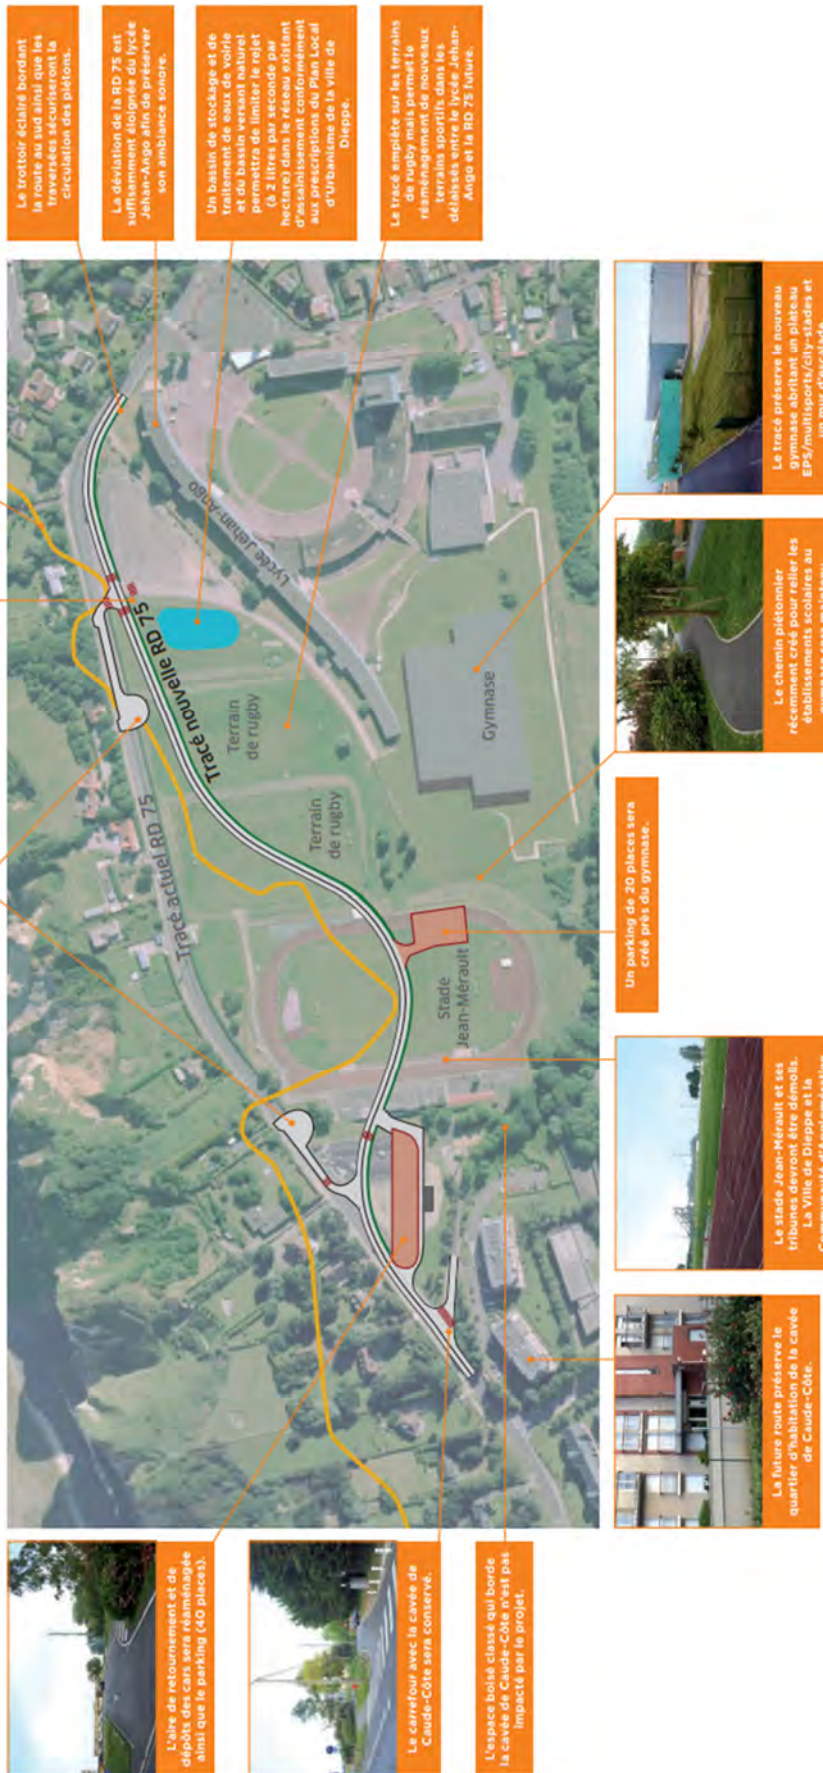 Le trottoir éclairé bordant
la route au sud ainsi que les
traversées sécuriseront la
circulation des piétons.
La déviation de la RD 75 est
suffisamment éloignée du lycée
Jehan-Ango afin de préserver
son ambiance sonore.
Un bassin de stockage et de
traitement de eaux de voirie
et du bassin versant naturel
permettra de limiter le rejet
(à 2 litres par seconde par
hectare) dans le réseau existant
d'assainissement conformément
aux prescriptions du Plan Local
d'Urbanisme de la ville de
Dieppe.
Le tracé empiète sur les terrains
de rugby mais permet le
réaménagement de nouveaux
terrains sportifs dans les
délaissés entre le lycée Jehan-
Ango et la RD 75 future.
Tracé nouvelle RD 75
Lycée Jehan-Ango
Tracé actuel RD 75
Terrain
de rugby
Terrain
de rugby
Gymnase
Stade
Jean-Mérault
Le tracé préserve le nouveau
gymnase abritant un plateau
EPS/multisports/city-stades et
un mur d'escalade
Le chemin piétonnier
récemment créé pour relier les
établissements scolaires au
gymnase sera maintenu
Un parking de 20 places sera
créé près du gymnase.
Le stade Jean-Mérault et ses
tribunes devront être démolis.
La Ville de Dieppe et la
Communauté d'Agglomération
La future route préserve le
quartier d'habitation de la cavée
de Caude-Côte.
L'aire de retournement et de
dépôts des cars sera réaménagée
ainsi que le parking (40 places).
Le carrefour avec la cavée de
Caude-Côte sera conservé.
L'espace boisé classé qui borde
la cavée de Caude-Côte n'est pas
impacté par le projet.